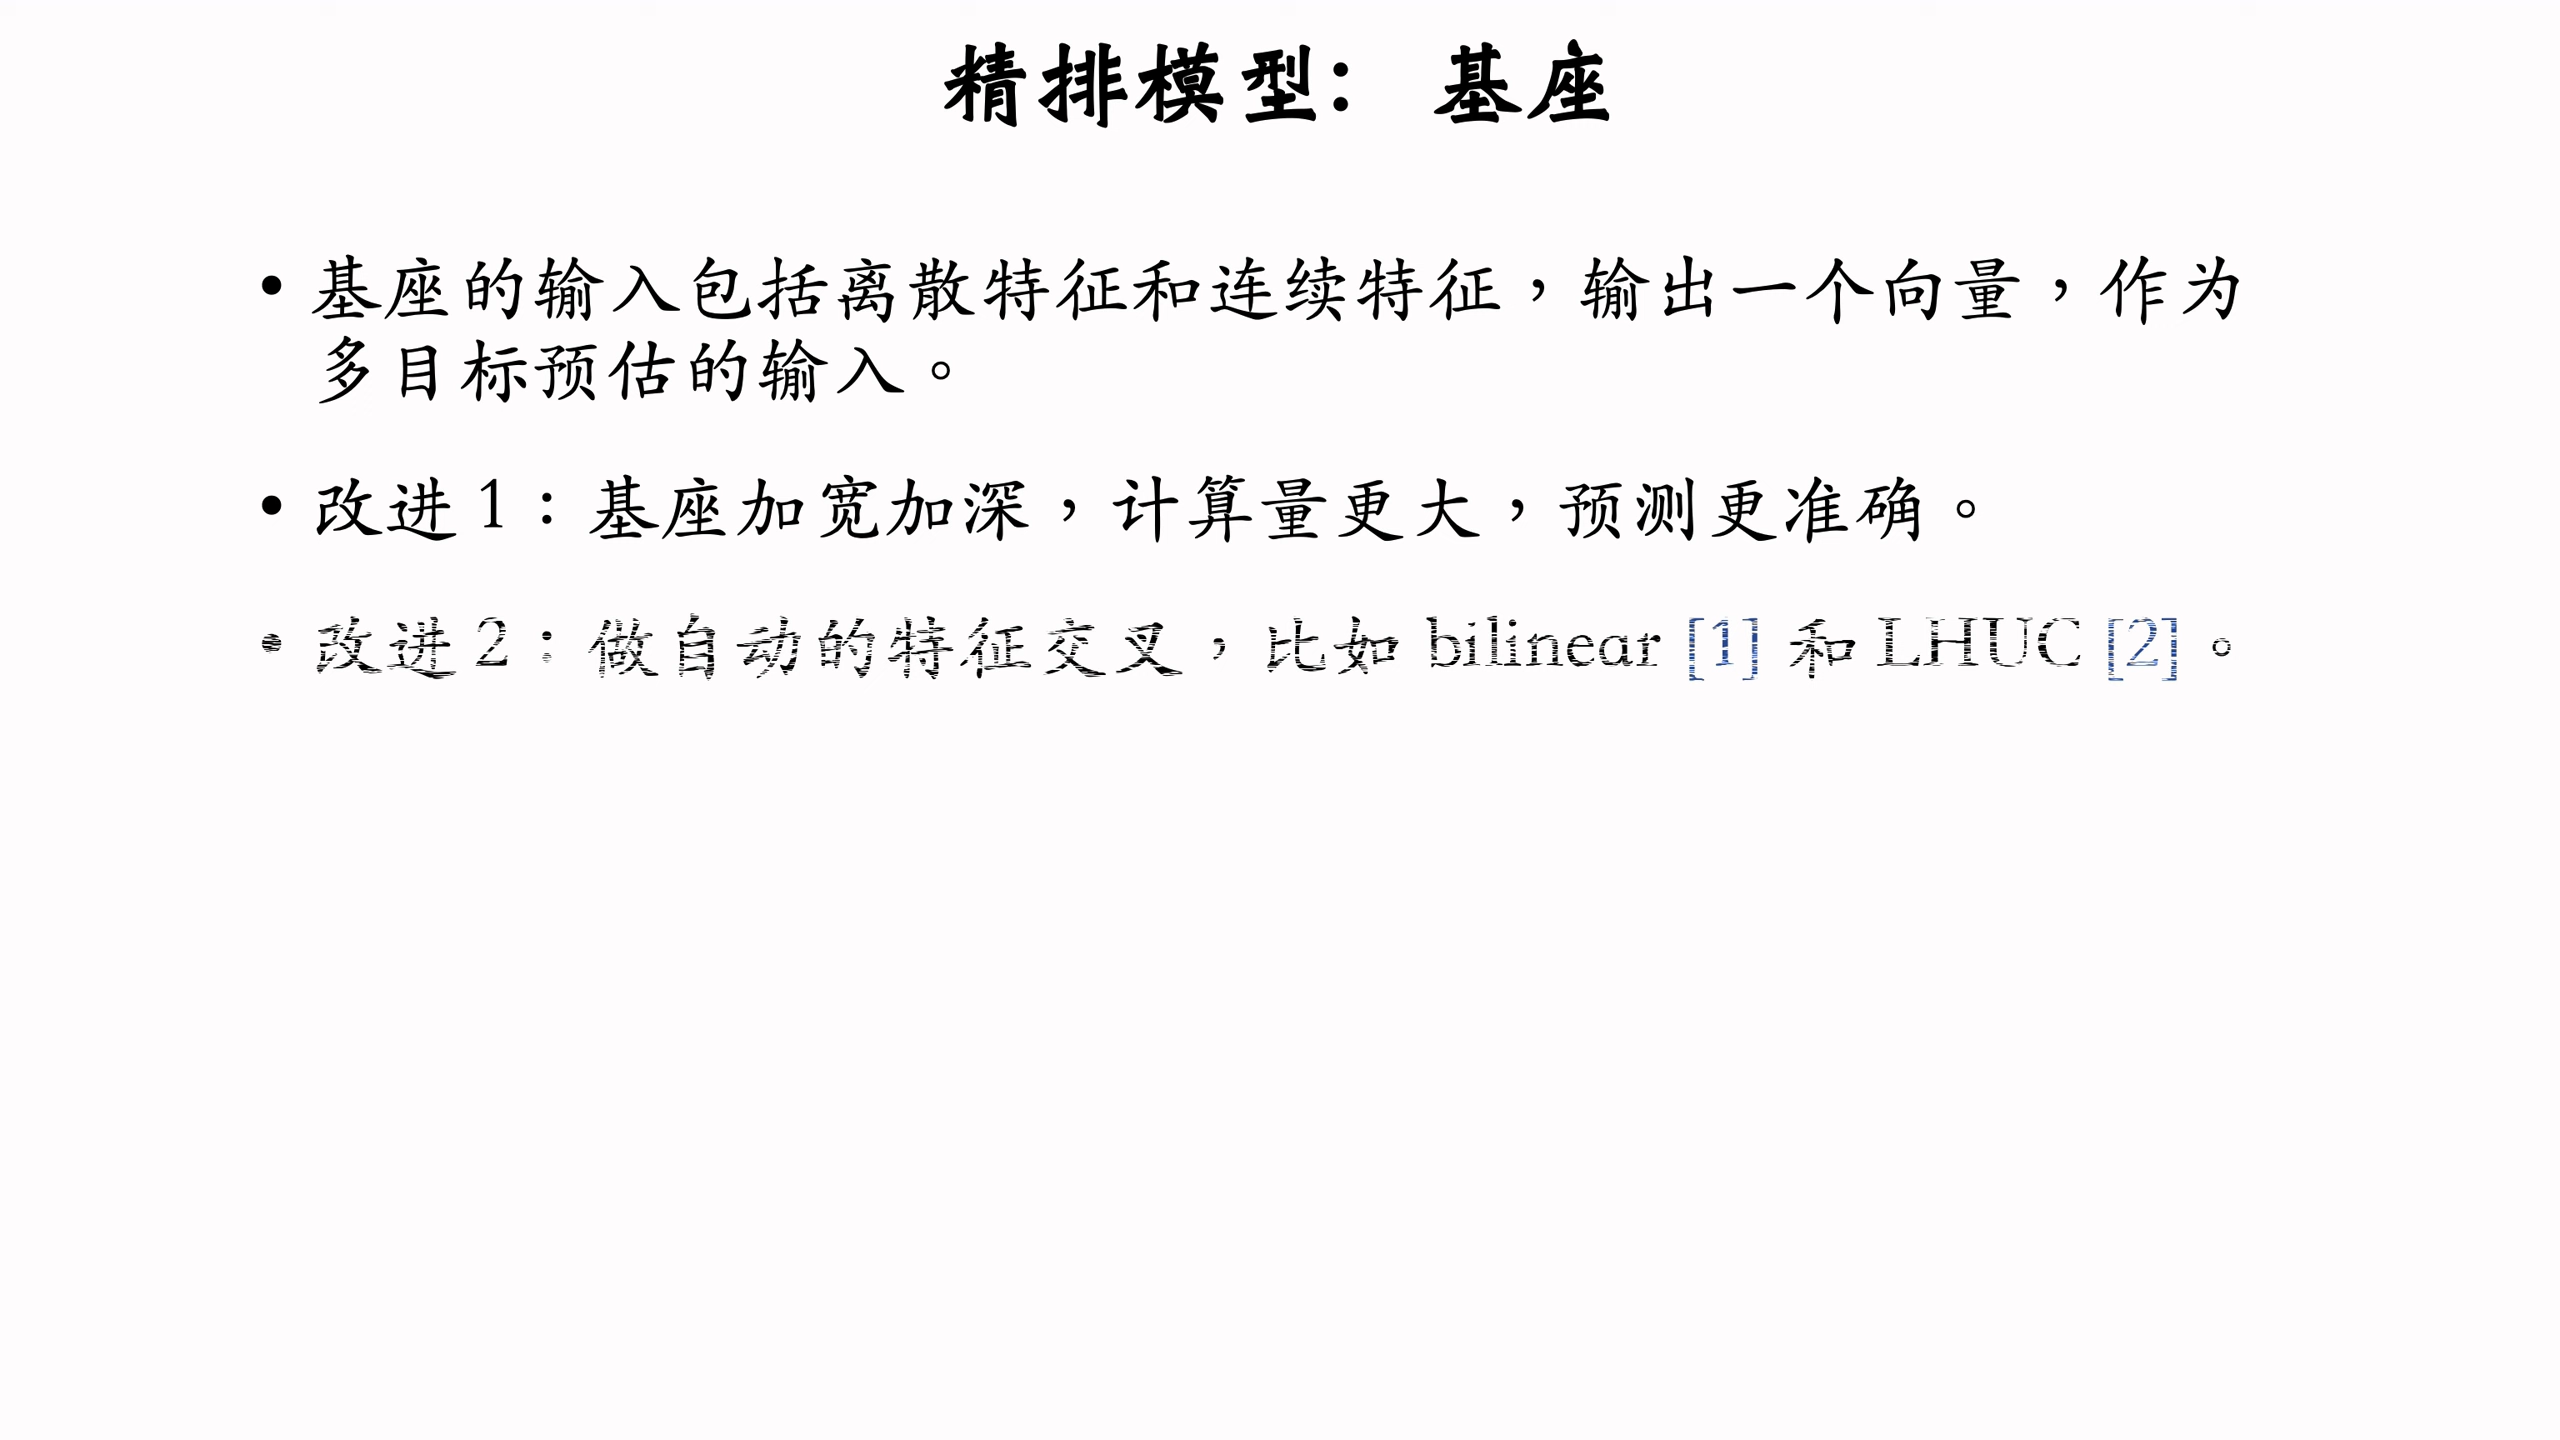 精排模型：基座
• 基座的输入包括离散特征和连续特征，输出一个向量，作为
多目标预估的输入。
• 改进1：基座加宽加深，计算量更大，预测更准确。
• 改进2：做自动的特征交叉，比如 bilinear [1] 和 LHUC [2]。